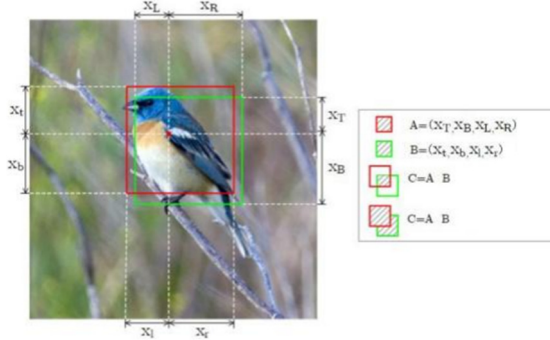 X_L X_R
X_t
X_T
X_b
X_B
X_l X_r
A=(X_T,X_B,X_L,X_R)
B=(X_t,X_b,X_l,X_r)
C=A B
C=A B